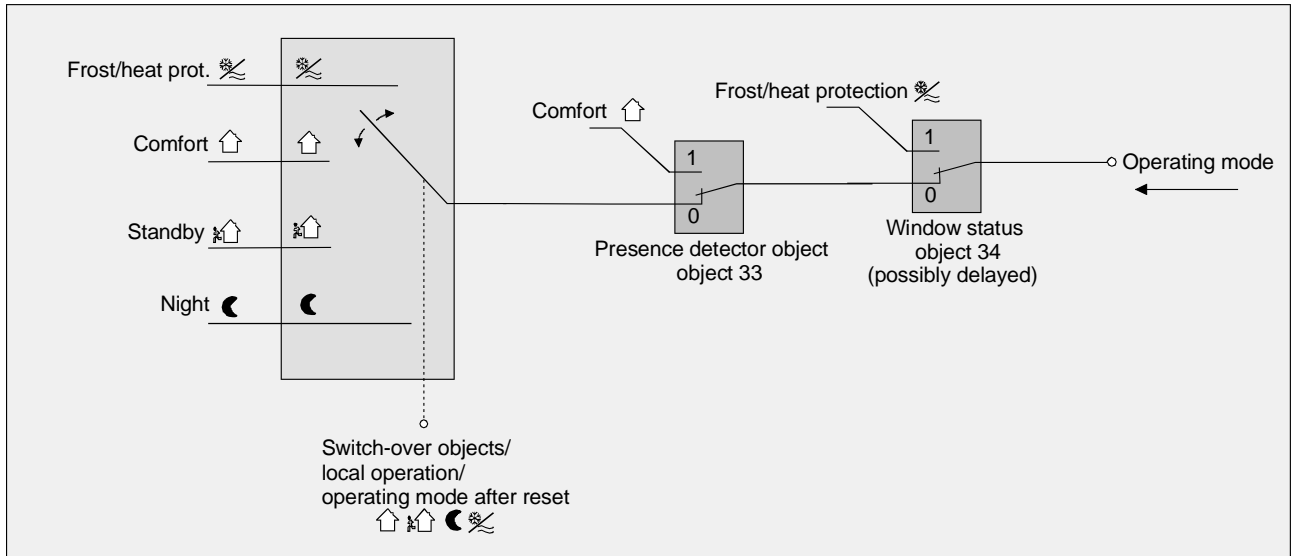 Frost/heat prot.
Comfort
Standby
Night
Switch-over objects/
local operation/
operating mode after reset
Comfort
1
0
Presence detector object
object 33
Frost/heat protection
1
0
Window status
object 34
(possibly delayed)
Operating mode